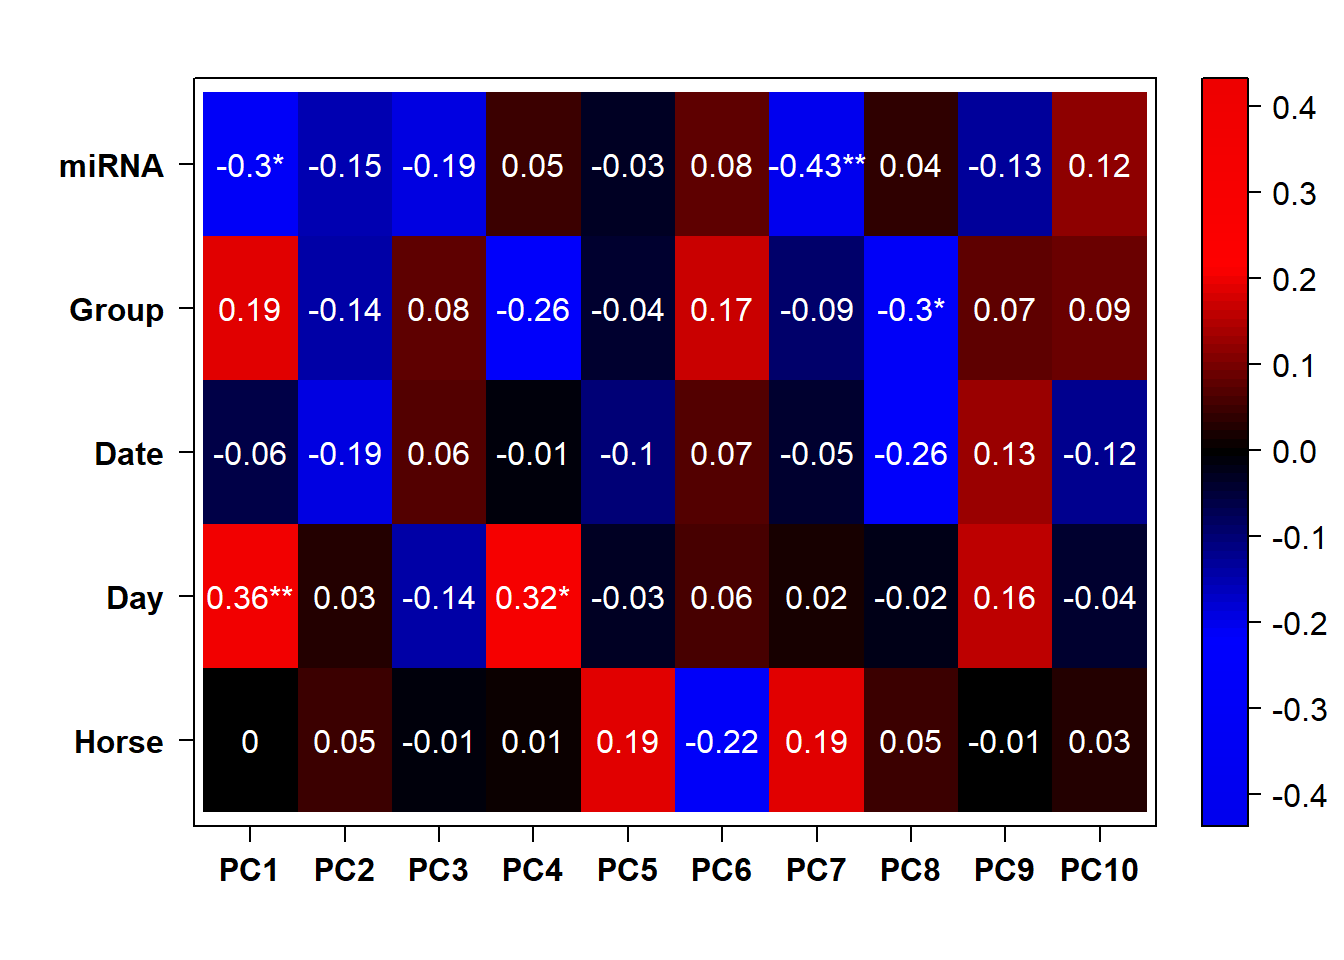 miRNA -0.3* -0.15 -0.19 0.05 -0.03 0.08 -0.43** 0.04 -0.13 0.12
Group 0.19 -0.14 0.08 -0.26 -0.04 0.17 -0.09 -0.3* 0.07 0.09
Date -0.06 -0.19 0.06 -0.01 -0.1 0.07 -0.05 -0.26 0.13 -0.12
Day 0.36** 0.03 -0.14 0.32* -0.03 0.06 0.02 -0.02 0.16 -0.04
Horse 0 0.05 -0.01 0.01 0.19 -0.22 0.19 0.05 -0.01 0.03
PC1 PC2 PC3 PC4 PC5 PC6 PC7 PC8 PC9 PC10
0.4
0.3
0.2
0.1
0.0
-0.1
-0.2
-0.3
-0.4